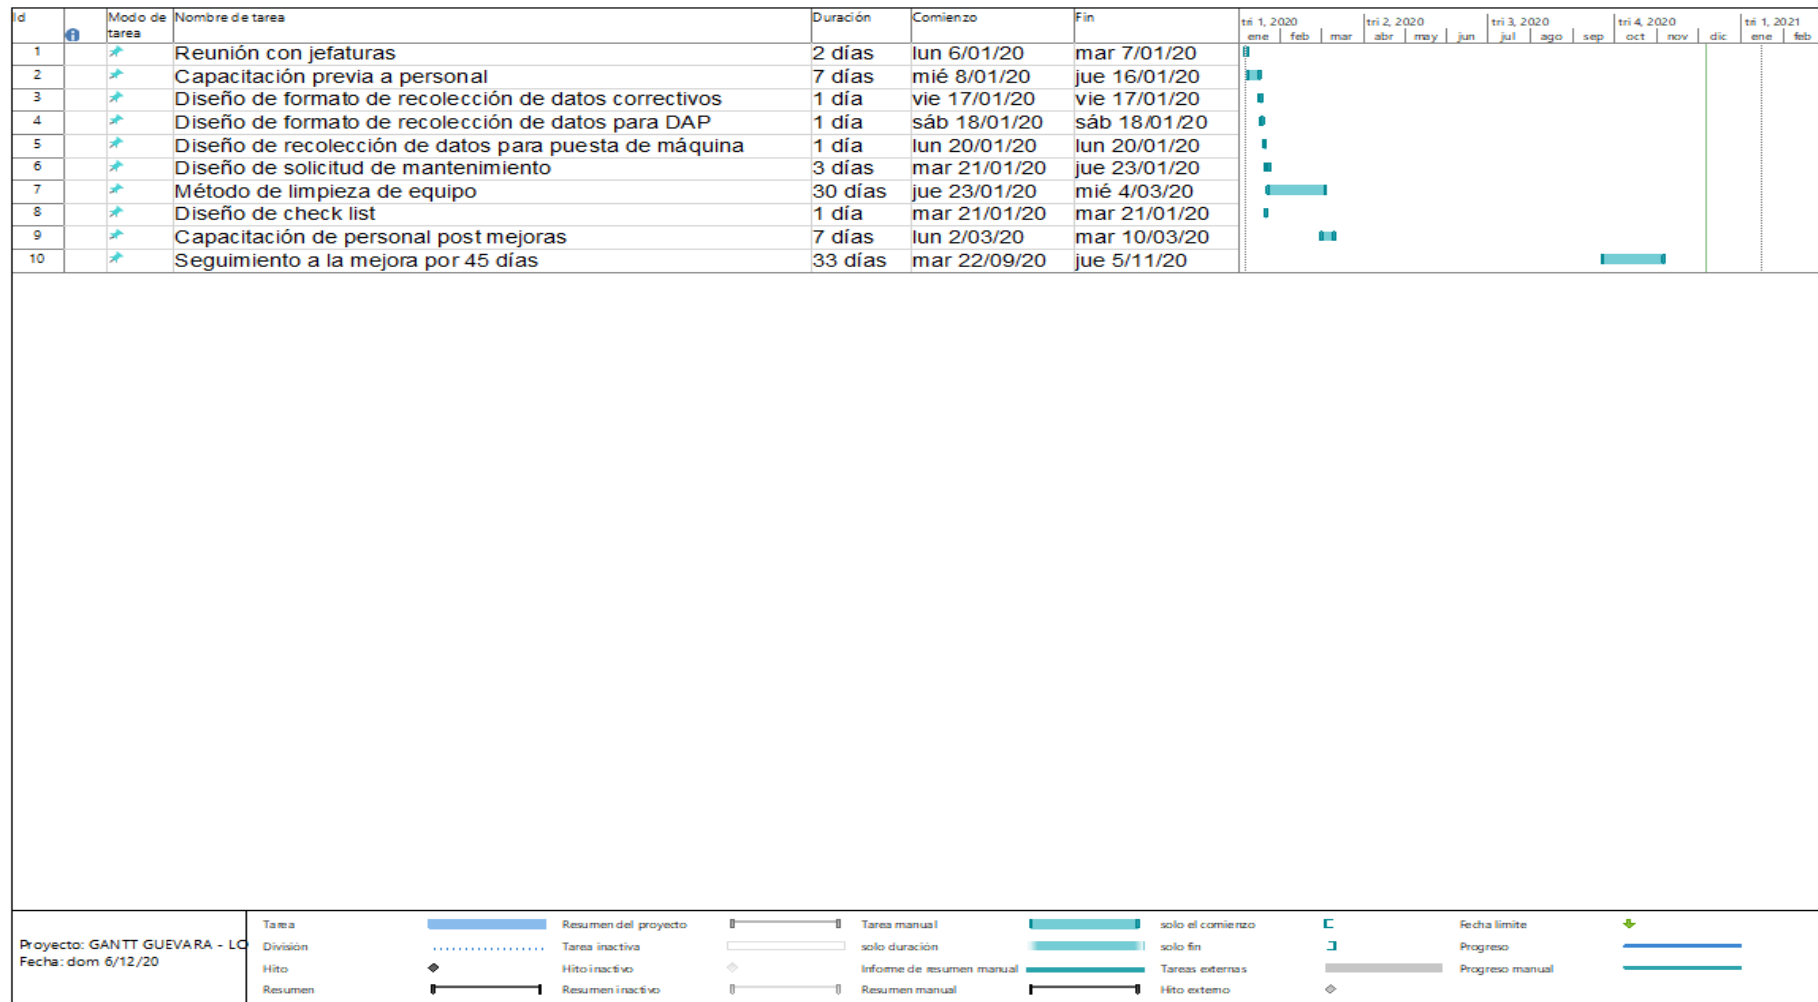 Id Modo de tarea Nombre de tarea Duración Comienzo Fin tri 1, 2020 tri 2, 2020 tri 3, 2020 tri 4, 2020 tri 1, 2021
ene feb mar abr may jun jul ago sep oct nov dic ene feb
1 Reunión con jefaturas 2 días lun 6/01/20 mar 7/01/20
2 Capacitación previa a personal 7 días mié 8/01/20 jue 16/01/20
3 Diseño de formato de recolección de datos correctivos 1 día vie 17/01/20 vie 17/01/20
4 Diseño de formato de recolección de datos para DAP 1 día sáb 18/01/20 sáb 18/01/20
5 Diseño de recolección de datos para puesta de máquina 1 día lun 20/01/20 lun 20/01/20
6 Diseño de solicitud de mantenimiento 3 días mar 21/01/20 jue 23/01/20
7 Método de limpieza de equipo 30 días jue 23/01/20 mié 4/03/20
8 Diseño de check list 1 día mar 21/01/20 mar 21/01/20
9 Capacitación de personal post mejoras 7 días lun 2/03/20 mar 10/03/20
10 Seguimiento a la mejora por 45 días 33 días mar 22/09/20 jue 5/11/20
Proyecto: GANTT GUEVARA - LO
Fecha: dom 6/12/20
Tarea Resumen del proyecto Tarea manual solo el comienzo Fecha límite
División Tarea inactiva solo duración solo fin Progreso
Hito Hito inactivo Informe de resumen manual Tareas externas Progreso manual
Resumen Resumen inactivo Resumen manual Hito externo